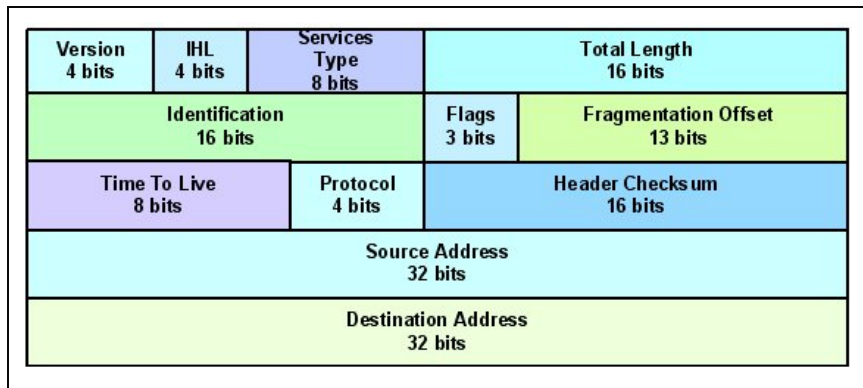 Version
4 bits
IHL
4 bits
Services
Type
8 bits
Total Length
16 bits
Identification
16 bits
Flags
3 bits
Fragmentation Offset
13 bits
Time To Live
8 bits
Protocol
4 bits
Header Checksum
16 bits
Source Address
32 bits
Destination Address
32 bits